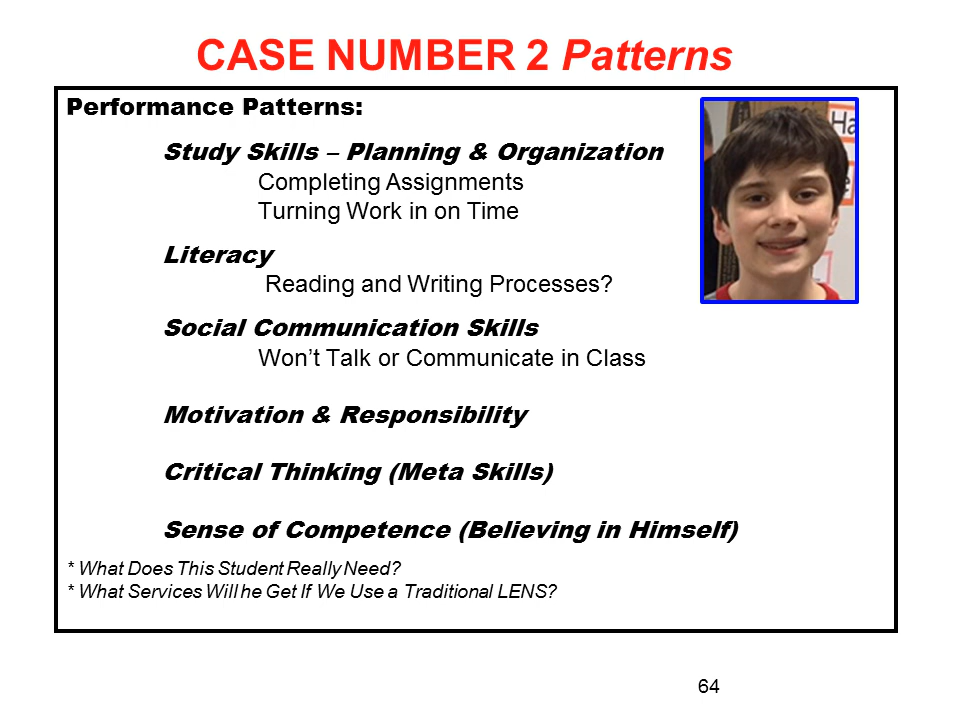 CASE NUMBER 2 Patterns
Performance Patterns:
Study Skills – Planning & Organization
Completing Assignments
Turning Work in on Time
Literacy
Reading and Writing Processes?
Social Communication Skills
Won’t Talk or Communicate in Class
Motivation & Responsibility
Critical Thinking (Meta Skills)
Sense of Competence (Believing in Himself)
* What Does This Student Really Need?
* What Services Will he Get If We Use a Traditional LENS?
64